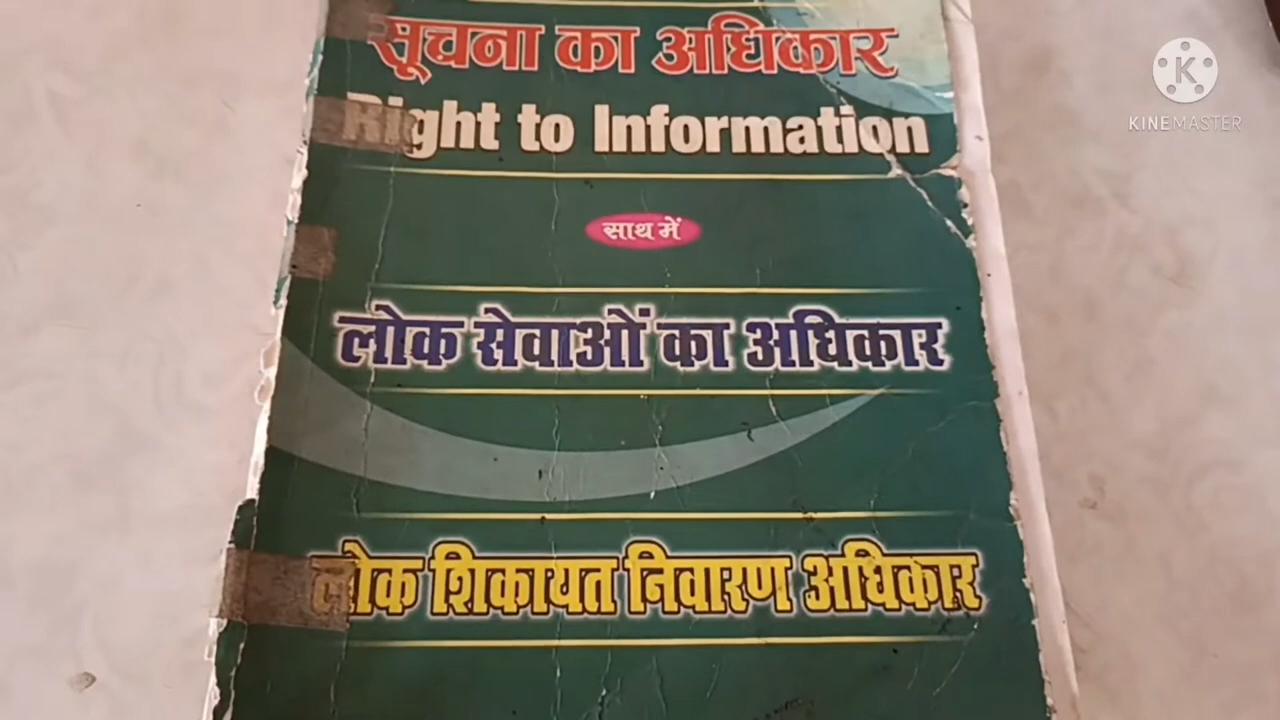 सूचना का अधिकार
Right to Information
साथ में
लोक सेवाओं का अधिकार
लोक शिकायत निवारण अधिकार
K
KINEMASTER